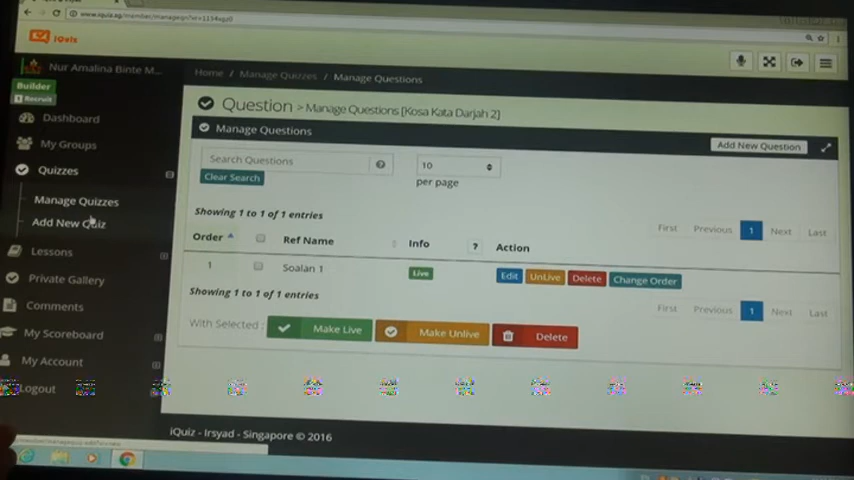 iQuiz
Nur Amalina Binte M...
Builder
1 Recruit
Dashboard
My Groups
Quizzes
Manage Quizzes
Add New Quiz
Lessons
Private Gallery
Comments
My Scoreboard
My Account
Logout
Home / Manage Quizzes / Manage Questions
Question > Manage Questions [Kosa Kata Darjah 2]
Manage Questions
Add New Question
Search Questions
10
Clear Search
per page
Showing 1 to 1 of 1 entries
First Previous 1 Next Last
Order Ref Name Info ? Action
1 Soalan 1 Live Edit UnLive Delete Change Order
Showing 1 to 1 of 1 entries
First Previous 1 Next Last
With Selected : Make Live Make Unlive Delete
iQuiz - Irsyad - Singapore © 2016